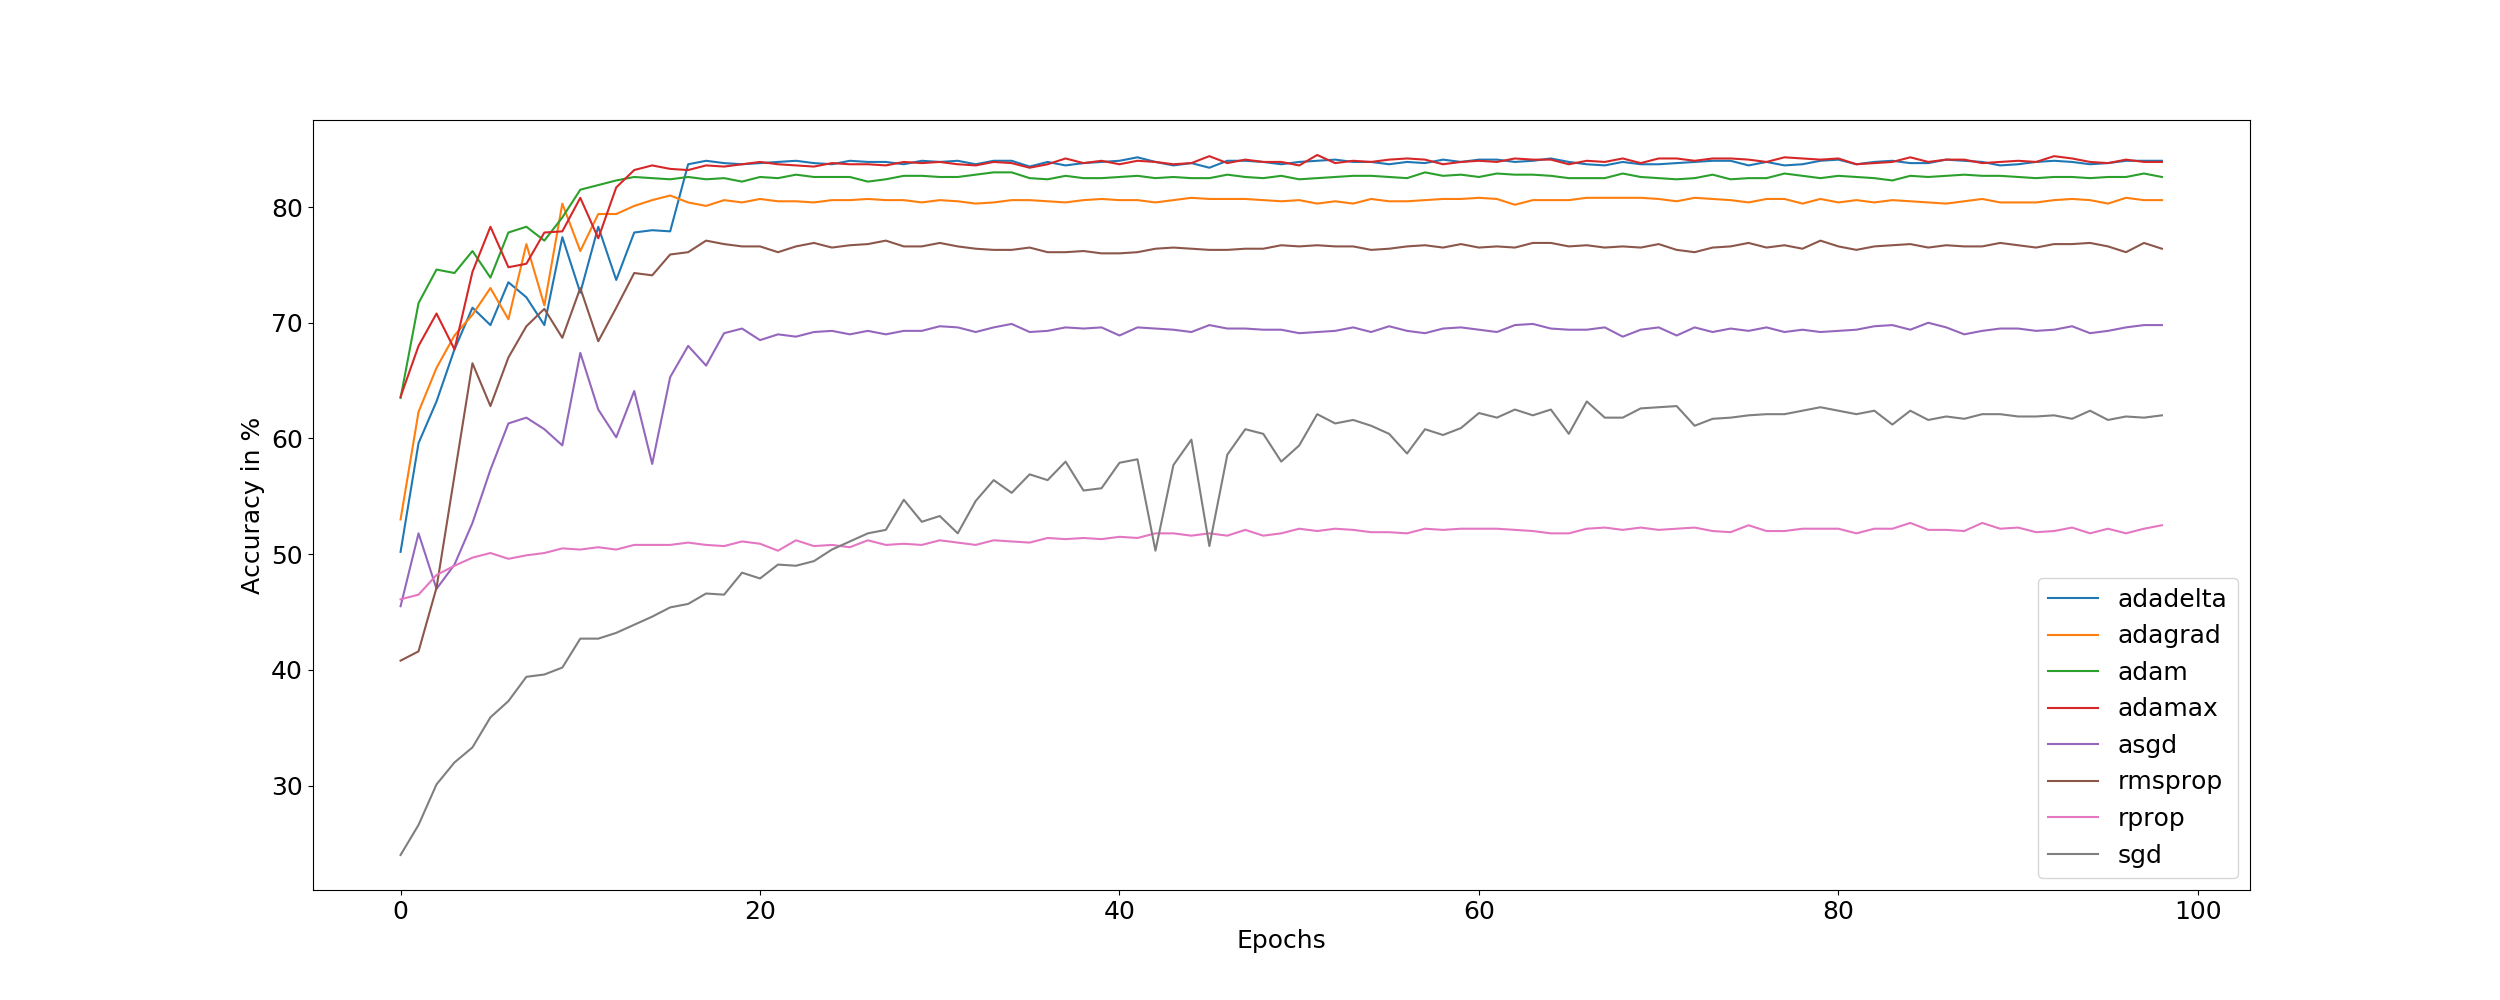 80
70
60
50
40
30
Accuracy in %
0 20 40 60 80 100
Epochs
adadelta
adagrad
adam
adamax
asgd
rmsprop
rprop
sgd